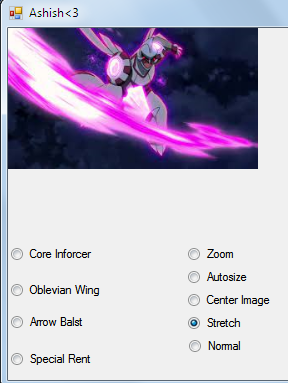 Ashish<3
Core Inforcer
Oblevian Wing
Arrow Balst
Special Rent
Zoom
Autosize
Center Image
Stretch
Normal